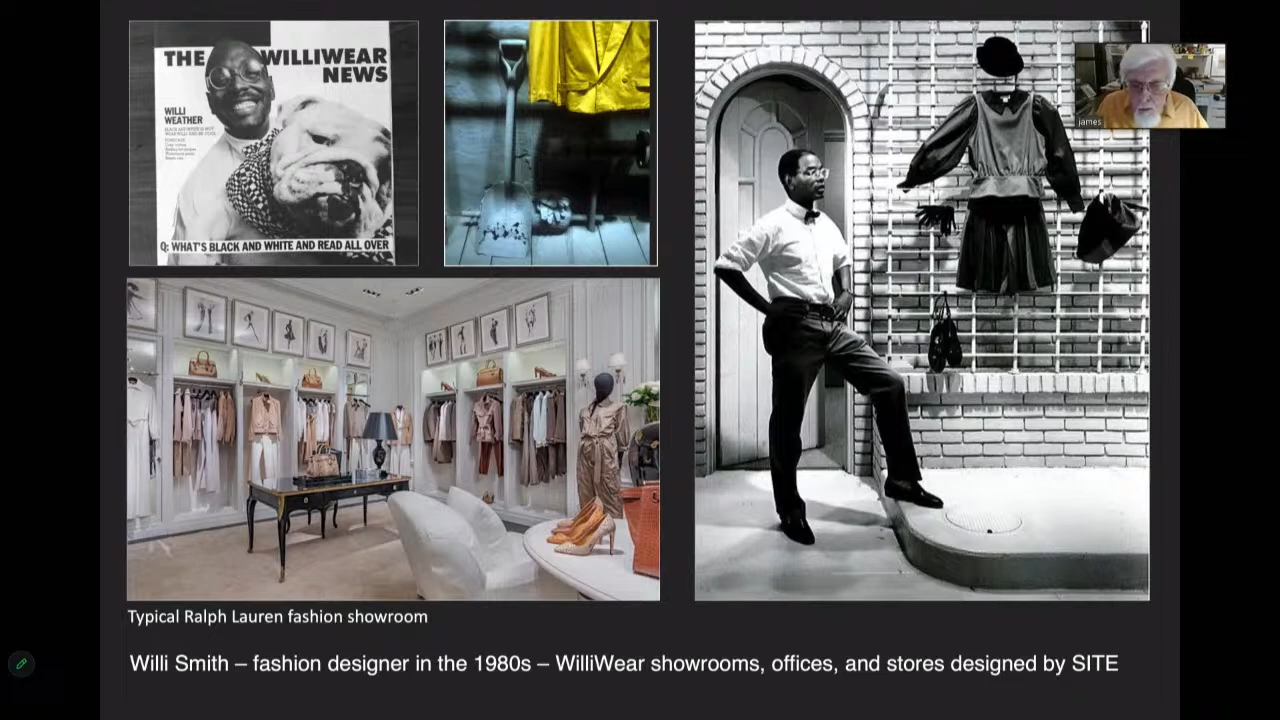 THE WILLIWEAR
NEWS
WILLI
WEATHER
Q: WHAT'S BLACK AND WHITE AND READ ALL OVER
james
Typical Ralph Lauren fashion showroom
Willi Smith – fashion designer in the 1980s – WilliWear showrooms, offices, and stores designed by SITE